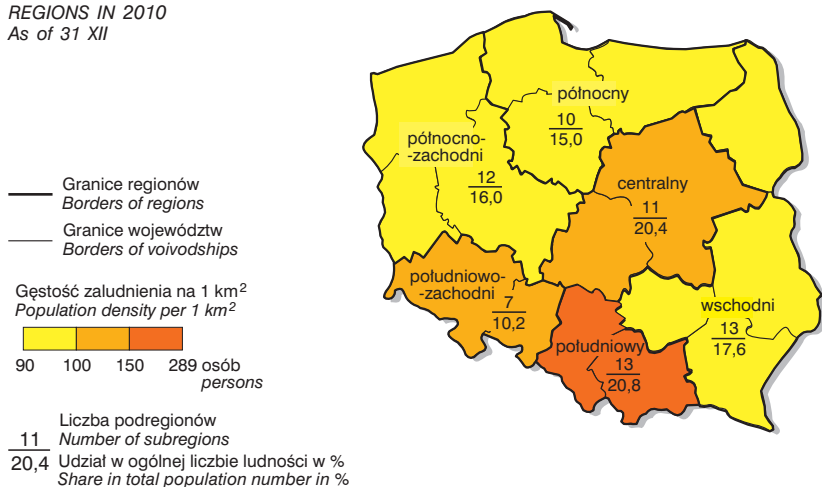 REGIONS IN 2010
As of 31 XII
północny
10
15,0
północno-
-zachodni
12
16,0
centralny
11
20,4
południowo-
-zachodni
7
10,2
wschodni
13
17,6
południowy
13
20,8
Granice regionów
Borders of regions
Granice województw
Borders of voivodships
Gęstość zaludnienia na 1 km²
Population density per 1 km²
90 100 150 289 osób
persons
Liczba podregionów
11 Number of subregions
20,4 Udział w ogólnej liczbie ludności w %
Share in total population number in %